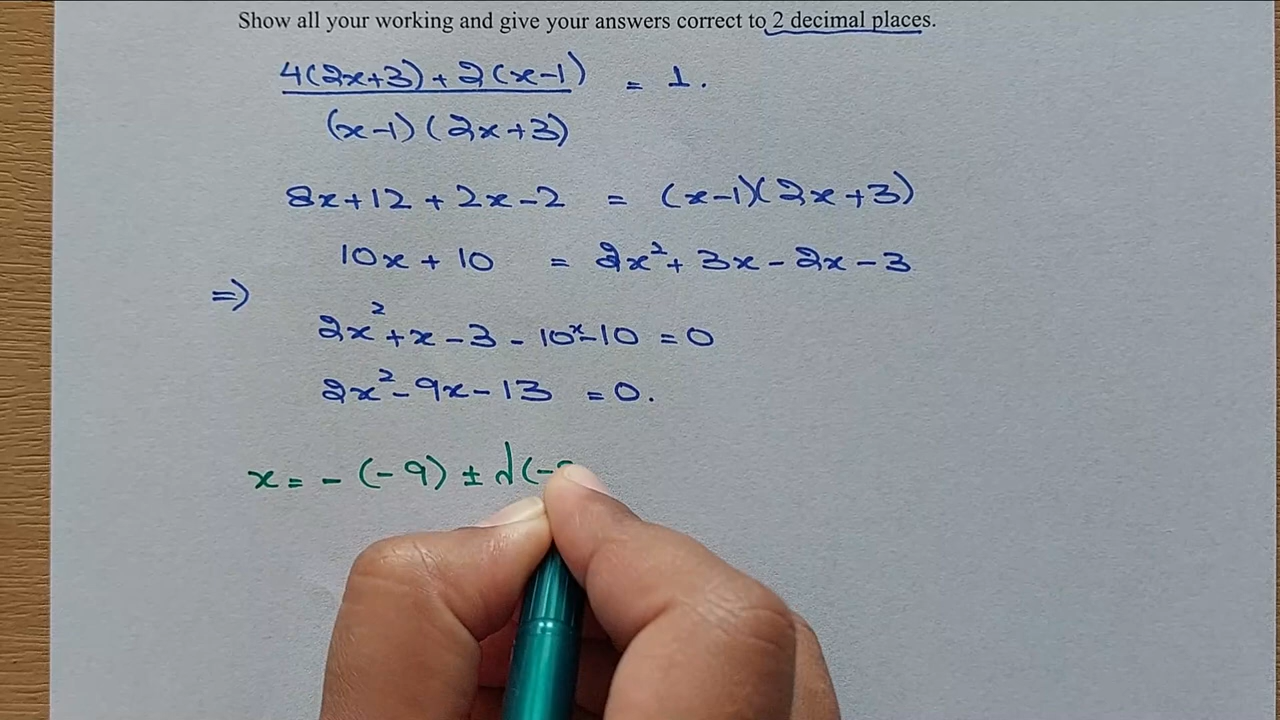 Show all your working and give your answers correct to 2 decimal places.
4(2x+3) + 2(x-1) = 1.
(x-1)(2x+3)
8x+12 + 2x-2 = (x-1)(2x+3)
10x + 10 = 2x² + 3x - 2x - 3
⇒
2x² + x - 3 - 10x - 10 = 0
2x² - 9x - 13 = 0.
x = - (-9) ± √(-